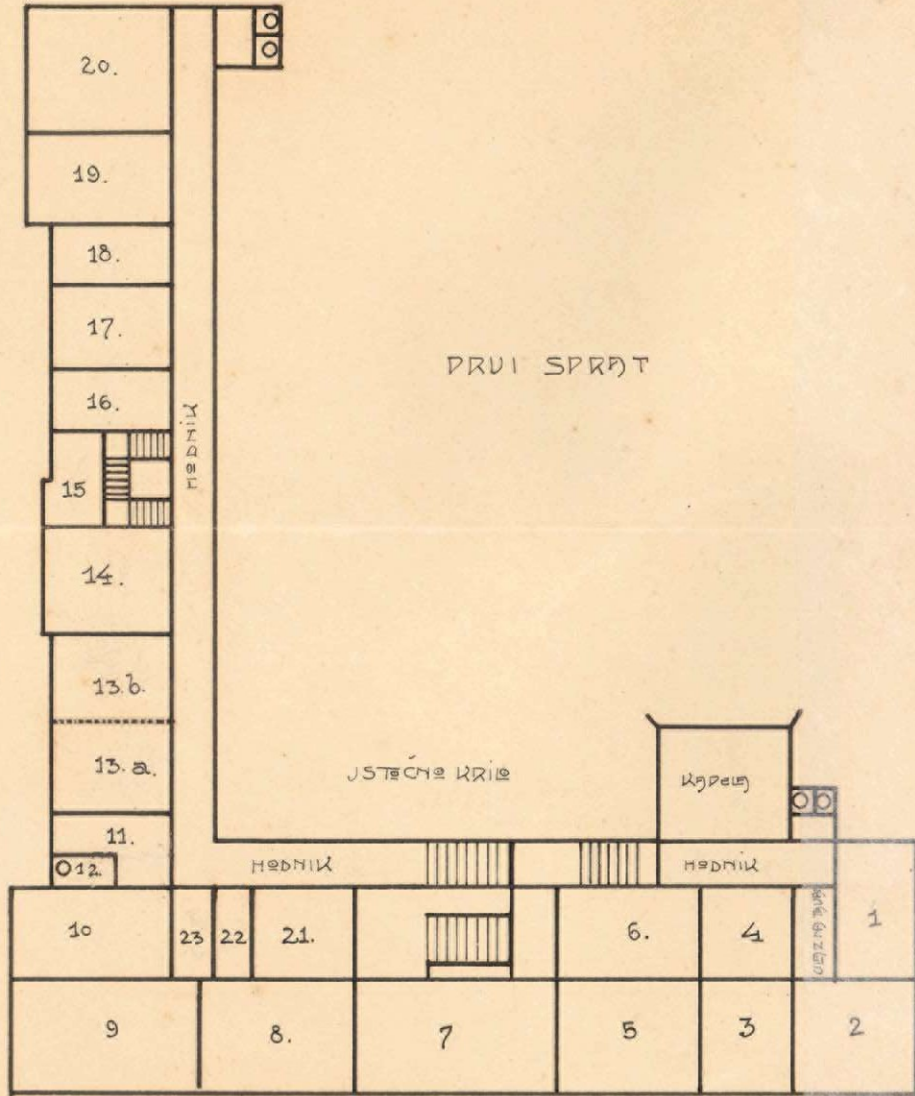 20.
19.
18.
17.
PRVI SPRAT
16.
HODNIK
15
14.
13.b.
13.a.
ISTOČNO KRILO
KAPELA
11.
12.
HODNIK
HODNIK
10
23
22
21.
6.
4
1
9
8.
7
5
3
2